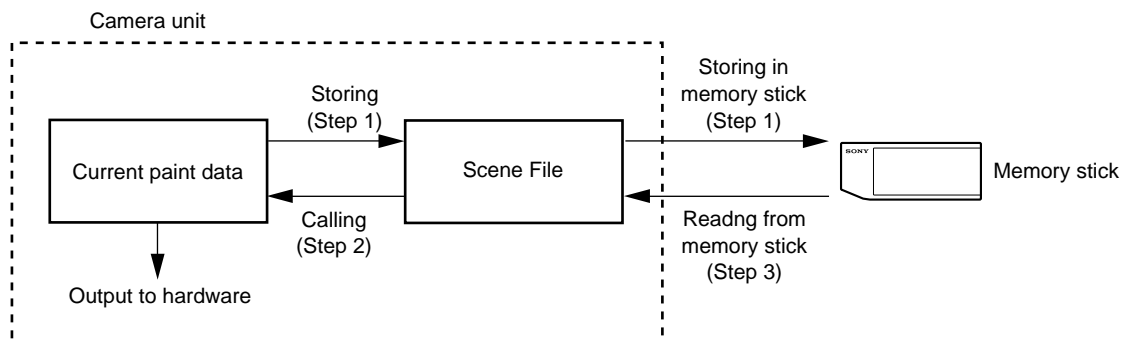 Camera unit
Storing
(Step 1)
Storing in
memory stick
(Step 1)
Current paint data
Scene File
SONY
Memory stick
Calling
(Step 2)
Readng from
memory stick
(Step 3)
Output to hardware